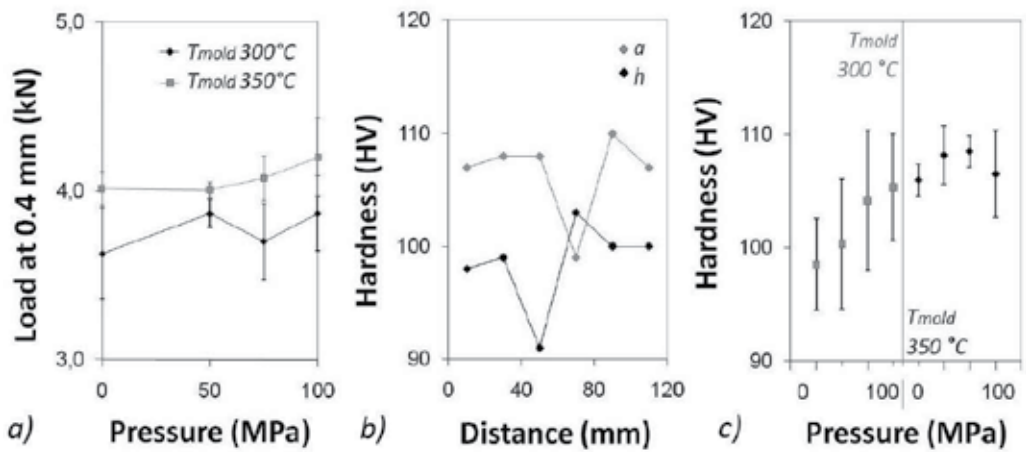 5,0
4,0
3,0
Load at 0.4 mm (kN)
Tmold 300°C
Tmold 350°C
0
50
100
a)
Pressure (MPa)
120
110
100
90
Hardness (HV)
a
h
0
40
80
120
b)
Distance (mm)
120
110
100
90
Hardness (HV)
Tmold
300 °C
Tmold
350 °C
0
100
0
100
c)
Pressure (MPa)